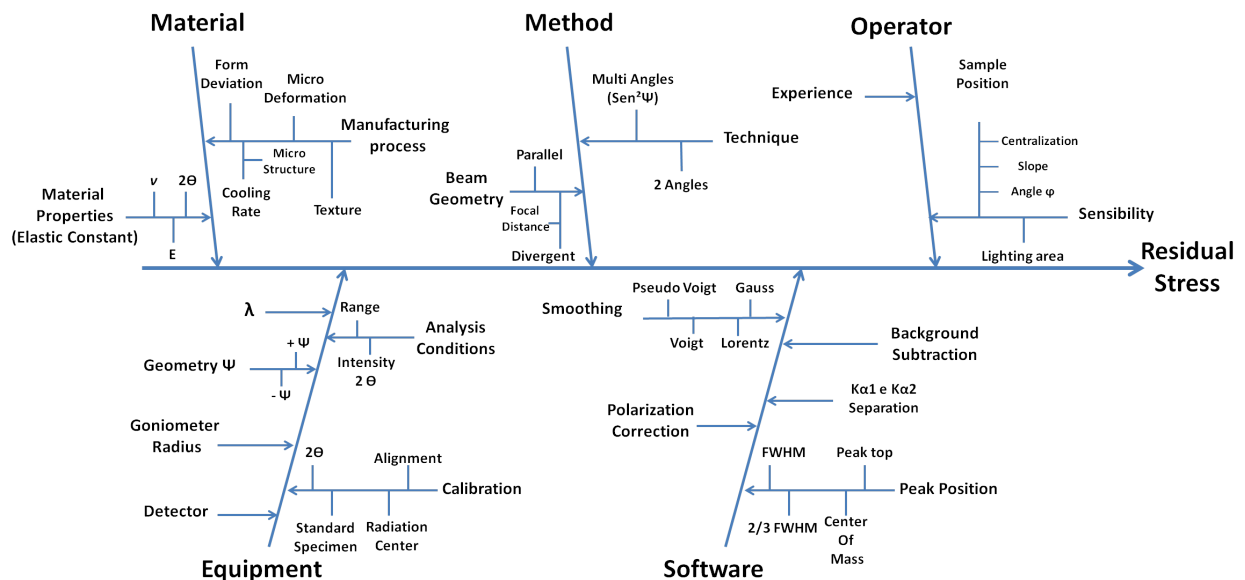 Material
Method
Operator
Form
Deviation
Micro
Deformation
Manufacturing
process
Micro
Structure
Cooling
Rate
Texture
Material
Properties
(Elastic Constant)
ν
2Θ
E
Multi Angles
(Sen²Ψ)
Technique
2 Angles
Parallel
Beam
Geometry
Focal
Distance
Divergent
Experience
Sample
Position
Centralization
Slope
Angle φ
Sensibility
Lighting area
Residual
Stress
λ
Range
Analysis
Conditions
Intensity
2 Θ
Geometry Ψ
+ Ψ
- Ψ
Goniometer
Radius
2Θ
Alignment
Calibration
Standard
Specimen
Radiation
Center
Detector
Equipment
Smoothing
Pseudo Voigt
Gauss
Voigt
Lorentz
Background
Subtraction
Kα1 e Kα2
Separation
Polarization
Correction
FWHM
Peak top
Peak Position
2/3 FWHM
Center
Of
Mass
Software